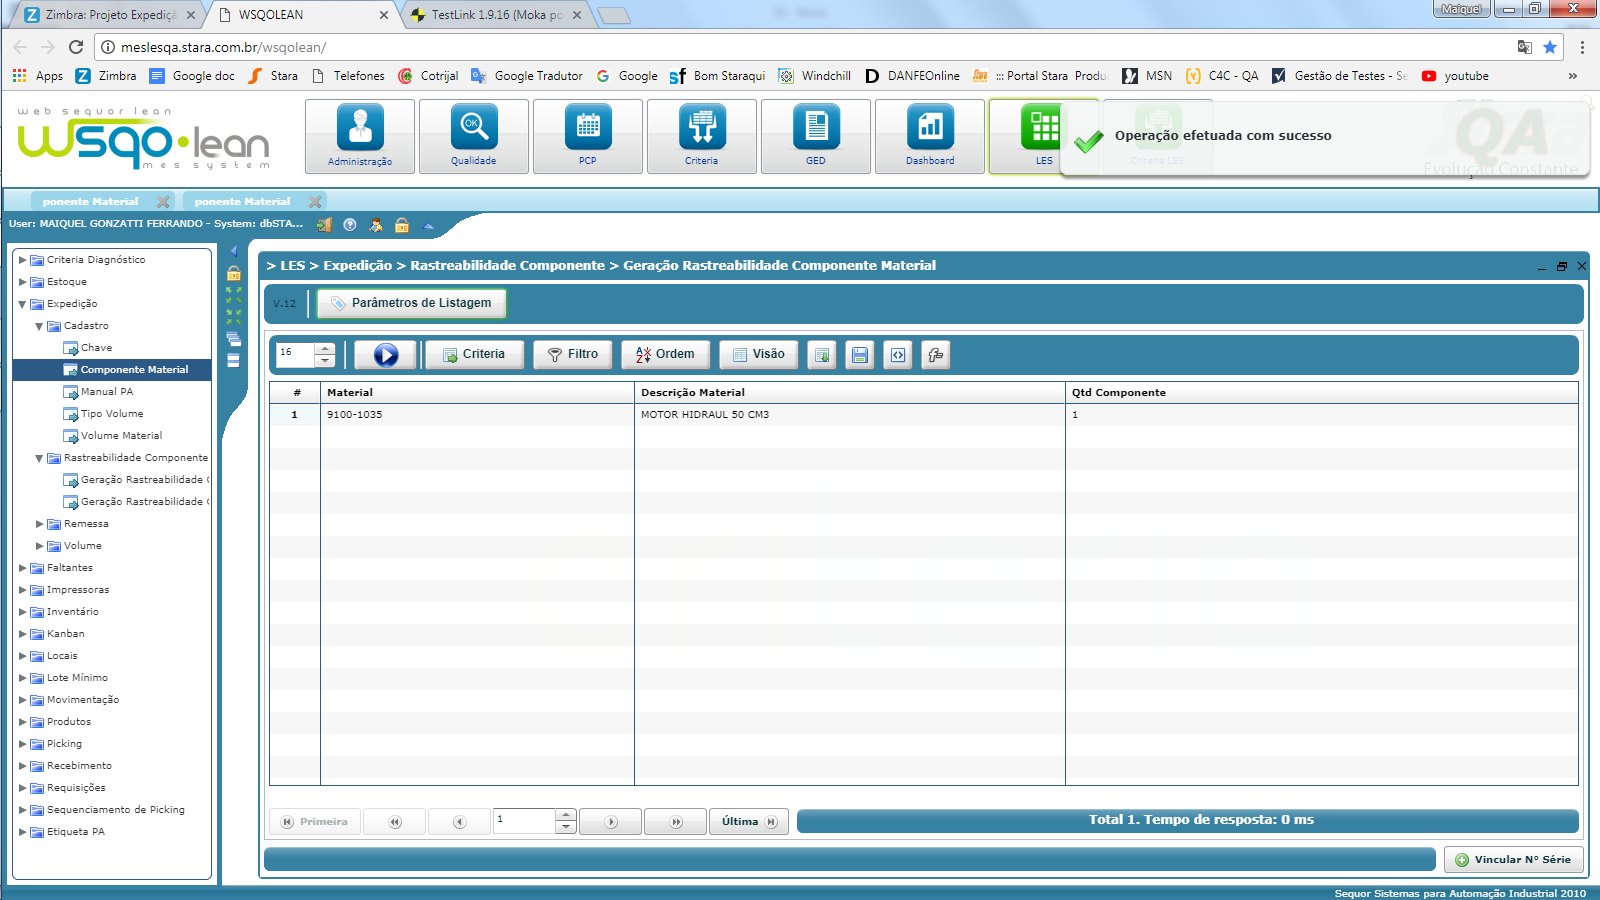 Zimbra: Projeto Expediçã
WSQOLEAN
TestLink 1.9.16 (Moka po
Maiquel
meslesqa.stara.com.br/wsqolean/
Apps
Zimbra
Google doc
Stara
Telefones
Cotrijal
Google Tradutor
Google
Bom Staraqui
Windchill
DANFEOnline
::: Portal Stara Produ
MSN
C4C - QA
Gestão de Testes - Se
youtube
»
web sequor lean
wsqo•lean
mes system
Administração
Qualidade
PCP
Criteria
GED
Dashboard
LES
Criteria LES
Operação efetuada com sucesso
QA
Evolução Constante
ponente Material
ponente Material
User: MAIQUEL GONZATTI FERRANDO - System: dbSTA...
Criteria Diagnóstico
Estoque
Expedição
Cadastro
Chave
Componente Material
Manual PA
Tipo Volume
Volume Material
Rastreabilidade Componente
Geração Rastreabilidade C
Geração Rastreabilidade C
Remessa
Volume
Faltantes
Impressoras
Inventário
Kanban
Locais
Lote Mínimo
Movimentação
Produtos
Picking
Recebimento
Requisições
Sequenciamento de Picking
Etiqueta PA
> LES > Expedição > Rastreabilidade Componente > Geração Rastreabilidade Componente Material
V.12
Parâmetros de Listagem
16
Criteria
Filtro
Ordem
Visão
# Material Descrição Material Qtd Componente
1 9100-1035 MOTOR HIDRAUL 50 CM3 1
Primeira
1
Última
Total 1. Tempo de resposta: 0 ms
Vincular N° Série
Sequor Sistemas para Automação Industrial 2010